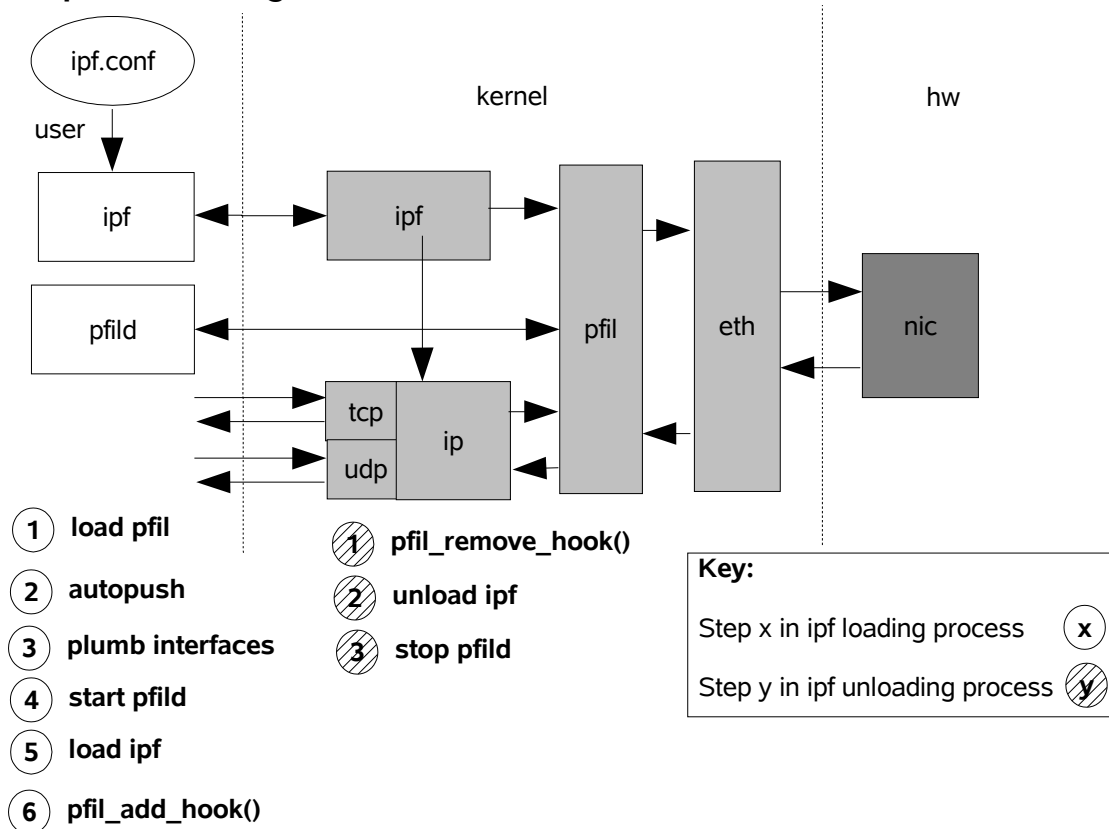 ipf.conf
user
kernel
hw
ipf
ipf
pfild
pfil
eth
nic
tcp
udp
ip
1 load pfil
2 autopush
3 plumb interfaces
4 start pfild
5 load ipf
6 pfil_add_hook()
1 pfil_remove_hook()
2 unload ipf
3 stop pfild
Key:
Step x in ipf loading process x
Step y in ipf unloading process y